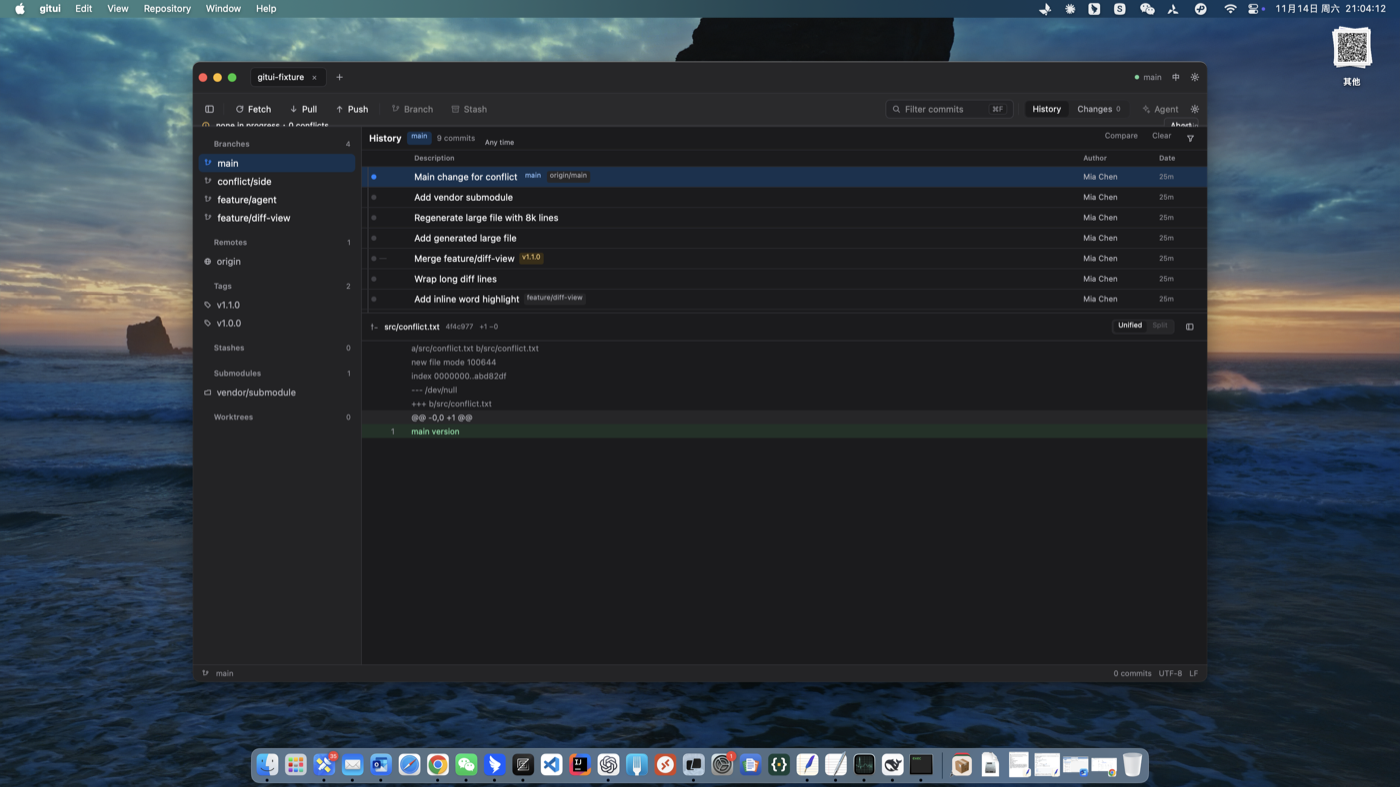 gitui Edit View Repository Window Help 11月14日 周六 21:04:12
其他
gitui-fixture × + main 中
Fetch Pull Push Branch Stash Filter commits ⌘F History Changes 0 Agent
none in progress · 0 conflicts
Branches 4
main
conflict/side
feature/agent
feature/diff-view
Remotes 1
origin
Tags 2
v1.1.0
v1.0.0
Stashes 0
Submodules 1
vendor/submodule
Worktrees 0
History main 9 commits Any time Compare Clear
Description Author Date
Main change for conflict main origin/main Mia Chen 25m
Add vendor submodule Mia Chen 25m
Regenerate large file with 8k lines Mia Chen 25m
Add generated large file Mia Chen 25m
Merge feature/diff-view v1.1.0 Mia Chen 25m
Wrap long diff lines Mia Chen 25m
Add inline word highlight feature/diff-view Mia Chen 25m
src/conflict.txt 4f4c977 +1 −0 Unified Split
a/src/conflict.txt b/src/conflict.txt
new file mode 100644
index 0000000..abd82df
--- /dev/null
+++ b/src/conflict.txt
@@ -0,0 +1 @@
1 main version
main 0 commits UTF-8 LF